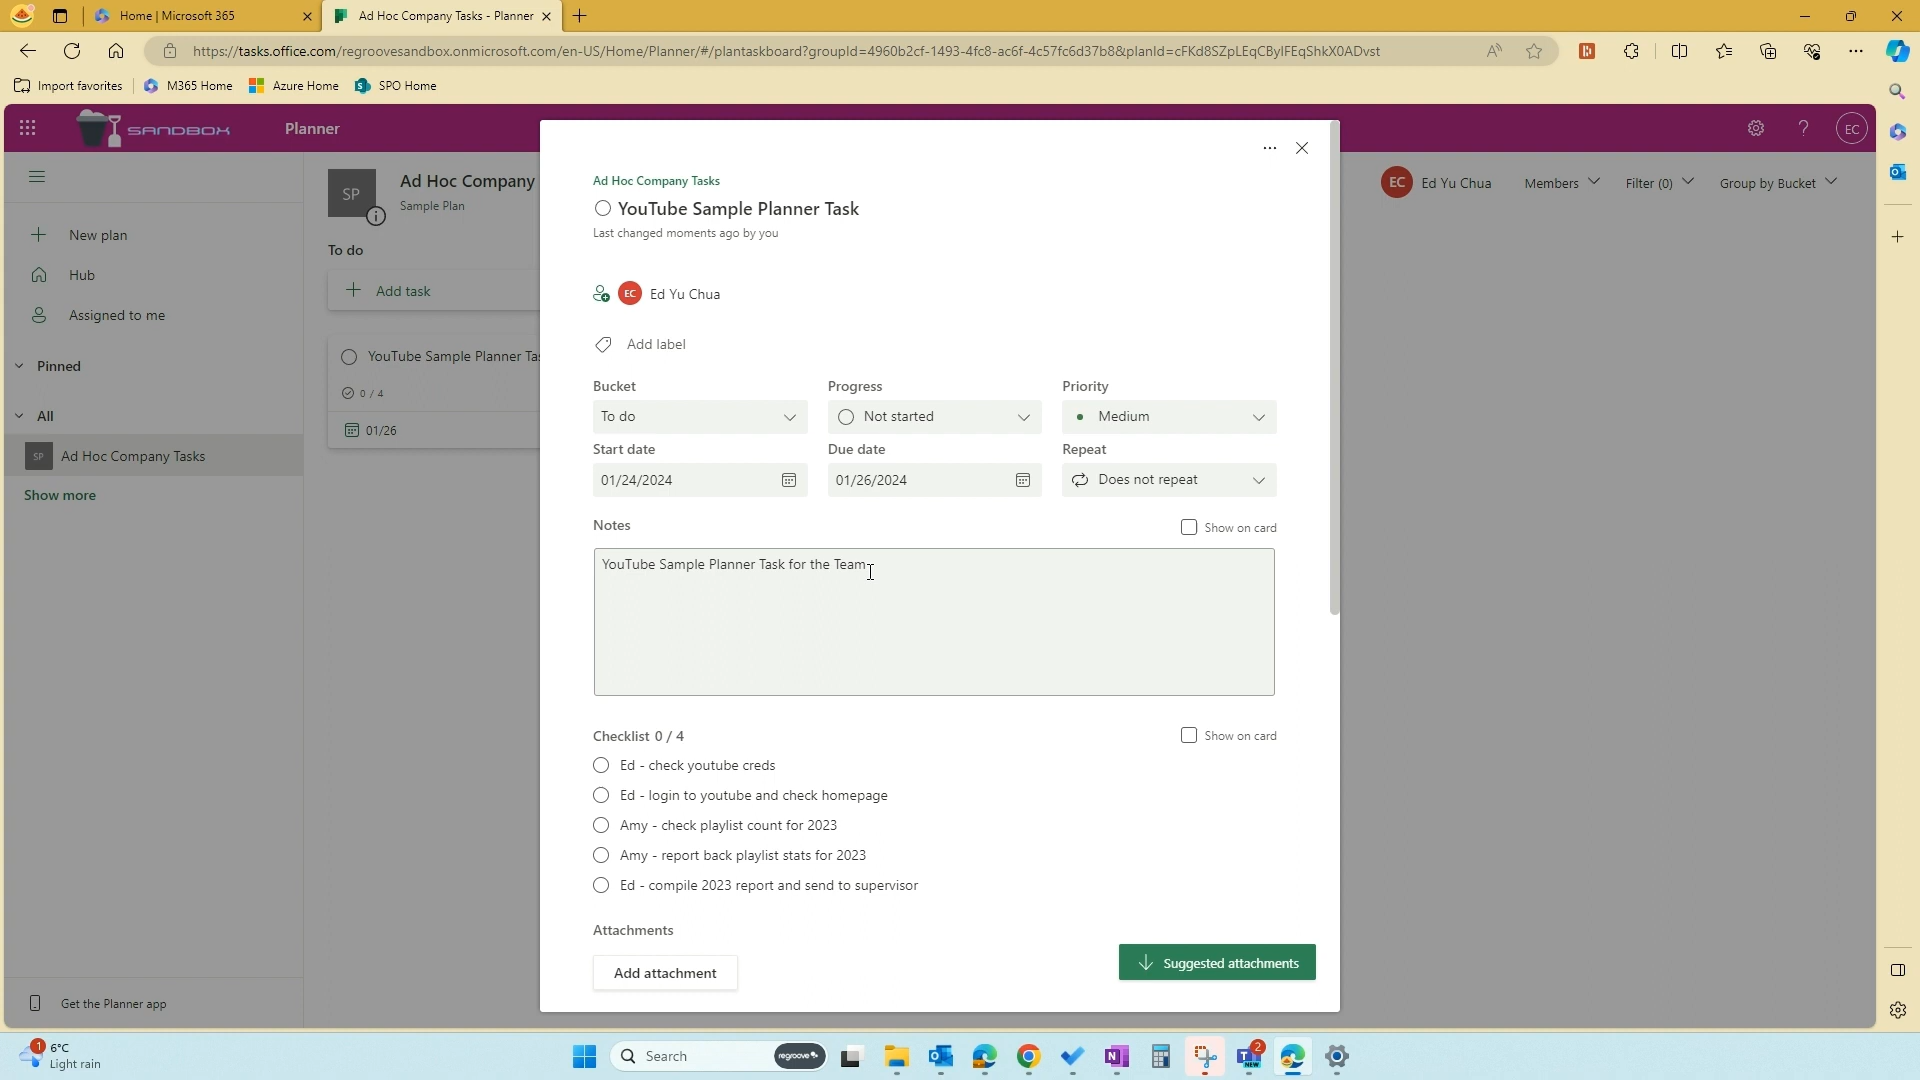 Home | Microsoft 365
Ad Hoc Company Tasks - Planner
https://tasks.office.com/regroovesandbox.onmicrosoft.com/en-US/Home/Planner/#/plantaskboard?groupId=4960b2cf-1493-4fc8-ac6f-4c57fc6d37b8&planId=cFKd8SZpLEqCBylFEqShkX0ADvst
Import favorites
M365 Home
Azure Home
SPO Home
SANDBOX
Planner
EC
New plan
Hub
Assigned to me
Pinned
All
SP
Ad Hoc Company Tasks
Show more
Get the Planner app
SP
Ad Hoc Company
Sample Plan
To do
Add task
YouTube Sample Planner Tas
0 / 4
01/26
EC
Ed Yu Chua
Members
Filter (0)
Group by Bucket
Ad Hoc Company Tasks
YouTube Sample Planner Task
Last changed moments ago by you
EC
Ed Yu Chua
Add label
Bucket
Progress
Priority
To do
Not started
Medium
Start date
Due date
Repeat
01/24/2024
01/26/2024
Does not repeat
Notes
Show on card
YouTube Sample Planner Task for the Team
Checklist 0 / 4
Show on card
Ed - check youtube creds
Ed - login to youtube and check homepage
Amy - check playlist count for 2023
Amy - report back playlist stats for 2023
Ed - compile 2023 report and send to supervisor
Attachments
Add attachment
Suggested attachments
1
6°C
Light rain
Search
regroove
2
NEW